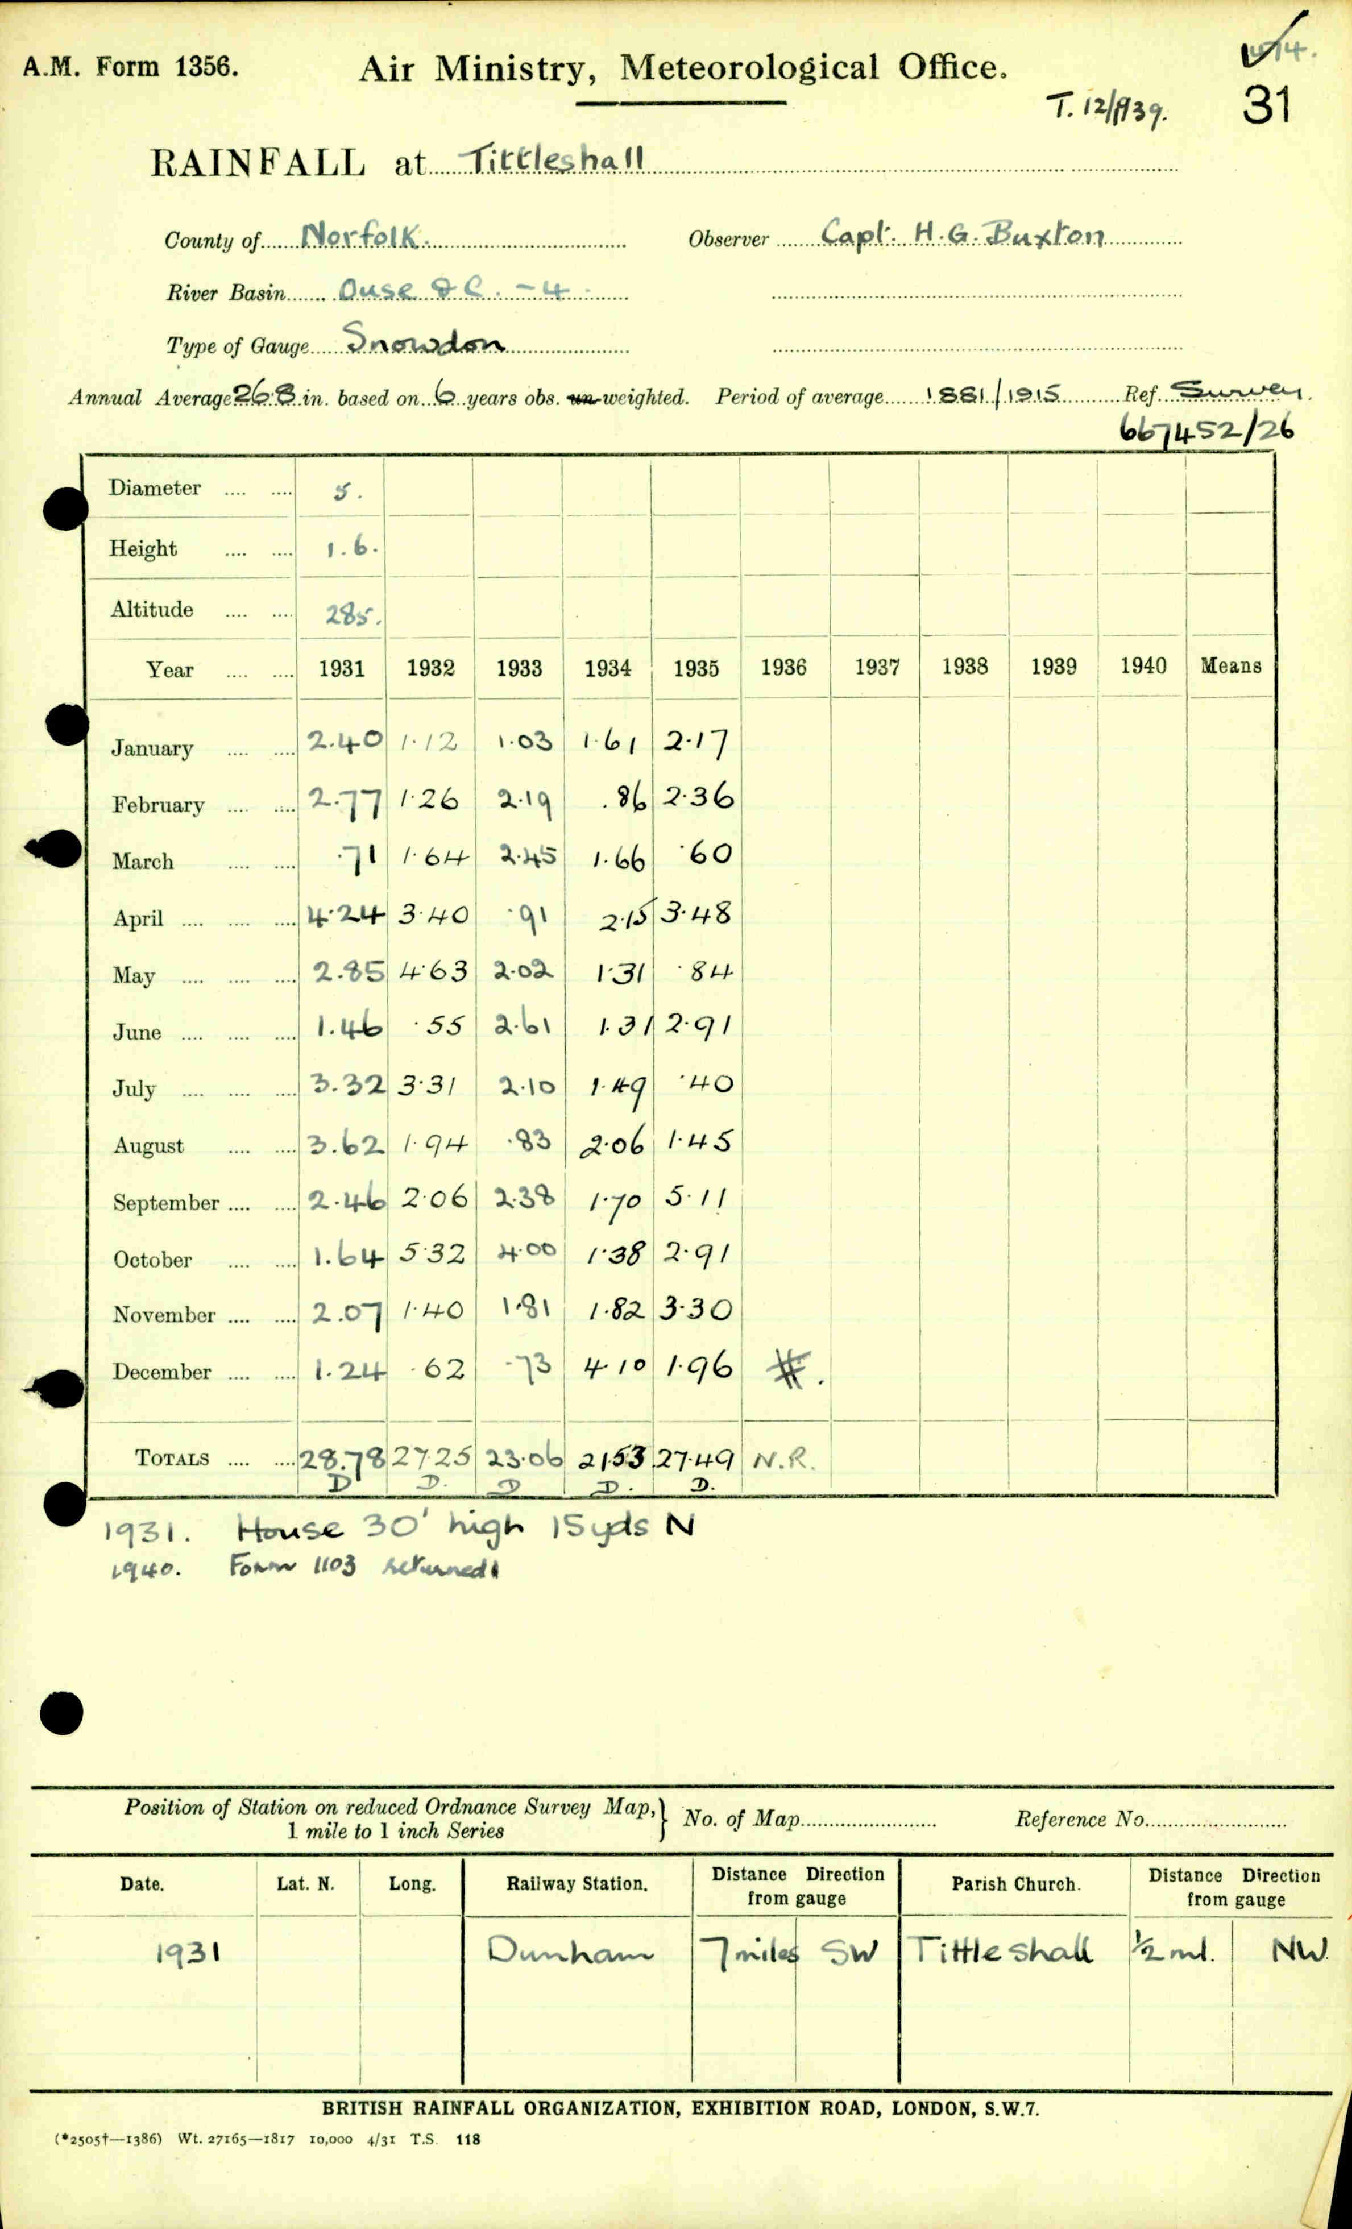 A.M. Form 1356.
Air Ministry, Meteorological Office.
T. 12/1939.
31
RAINFALL at Tittleshall
County of Norfolk. Observer Capt. H.G. Buxton
River Basin Ouse &c. -4.
Type of Gauge Snowdon
Annual Average 26.8 in. based on 6 years obs. un-weighted. Period of average 1881/1915 Ref. Survey.
667452/26
Diameter .... .... 5.
Height .... .... 1.6.
Altitude .... .... 285.
Year .... .... 1931 1932 1933 1934 1935 1936 1937 1938 1939 1940 Means
January .... .... 2.40 1.12 1.03 1.61 2.17
February .... .... 2.77 1.26 2.19 .86 2.36
March .... .... .71 1.64 2.45 1.66 .60
April .... .... .... 4.24 3.40 .91 2.15 3.48
May .... .... .... 2.85 4.63 2.02 1.31 .84
June .... .... .... 1.46 .55 2.61 1.31 2.91
July .... .... .... 3.32 3.31 2.10 1.49 .40
August .... .... 3.62 1.94 .83 2.06 1.45
September .... .... 2.46 2.06 2.38 1.70 5.11
October .... .... 1.64 5.32 4.00 1.38 2.91
November .... .... 2.07 1.40 1.81 1.82 3.30
December .... .... 1.24 .62 .73 4.10 1.96 #.
TOTALS .... .... 28.78 27.25 23.06 21.53 27.49 N.R.
D D. D D. D.
1931. House 30' high 15yds N
1940. Form 1103 returned
Position of Station on reduced Ordnance Survey Map, } No. of Map Reference No.
1 mile to 1 inch Series
Date. Lat. N. Long. Railway Station. Distance Direction from gauge Parish Church. Distance Direction from gauge
1931 Dunham 7 miles SW Tittleshall ½ ml. NW.
BRITISH RAINFALL ORGANIZATION, EXHIBITION ROAD, LONDON, S.W.7.
(*2505†—1386) Wt. 27165—1817 10,000 4/31 T.S. 118